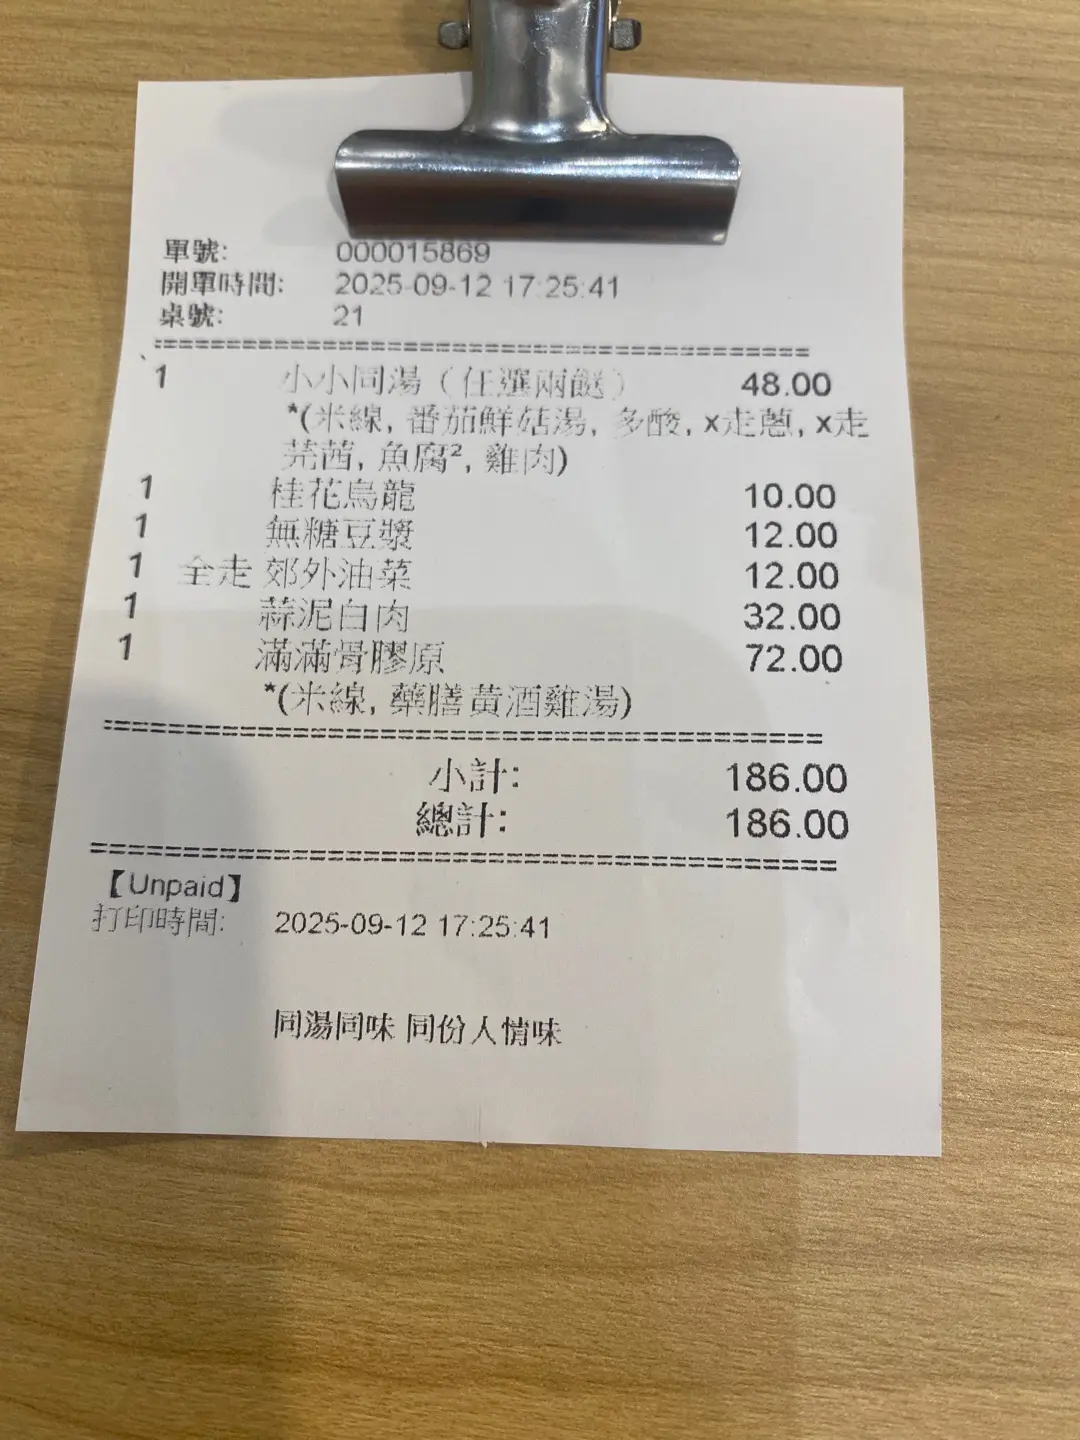 單號: 000015869
開單時間: 2025-09-12 17:25:41
桌號: 21
1 小小同湯（任選兩餸） 48.00
*(米線, 番茄鮮菇湯, 多酸, x走蔥, x走
芫茜, 魚腐², 雞肉)
1 桂花烏龍 10.00
1 無糖豆漿 12.00
1 全走 郊外油菜 12.00
1 蒜泥白肉 32.00
1 滿滿骨膠原 72.00
*(米線, 藥膳黃酒雞湯)
小計: 186.00
總計: 186.00
【Unpaid】
打印時間: 2025-09-12 17:25:41
同湯同味 同份人情味